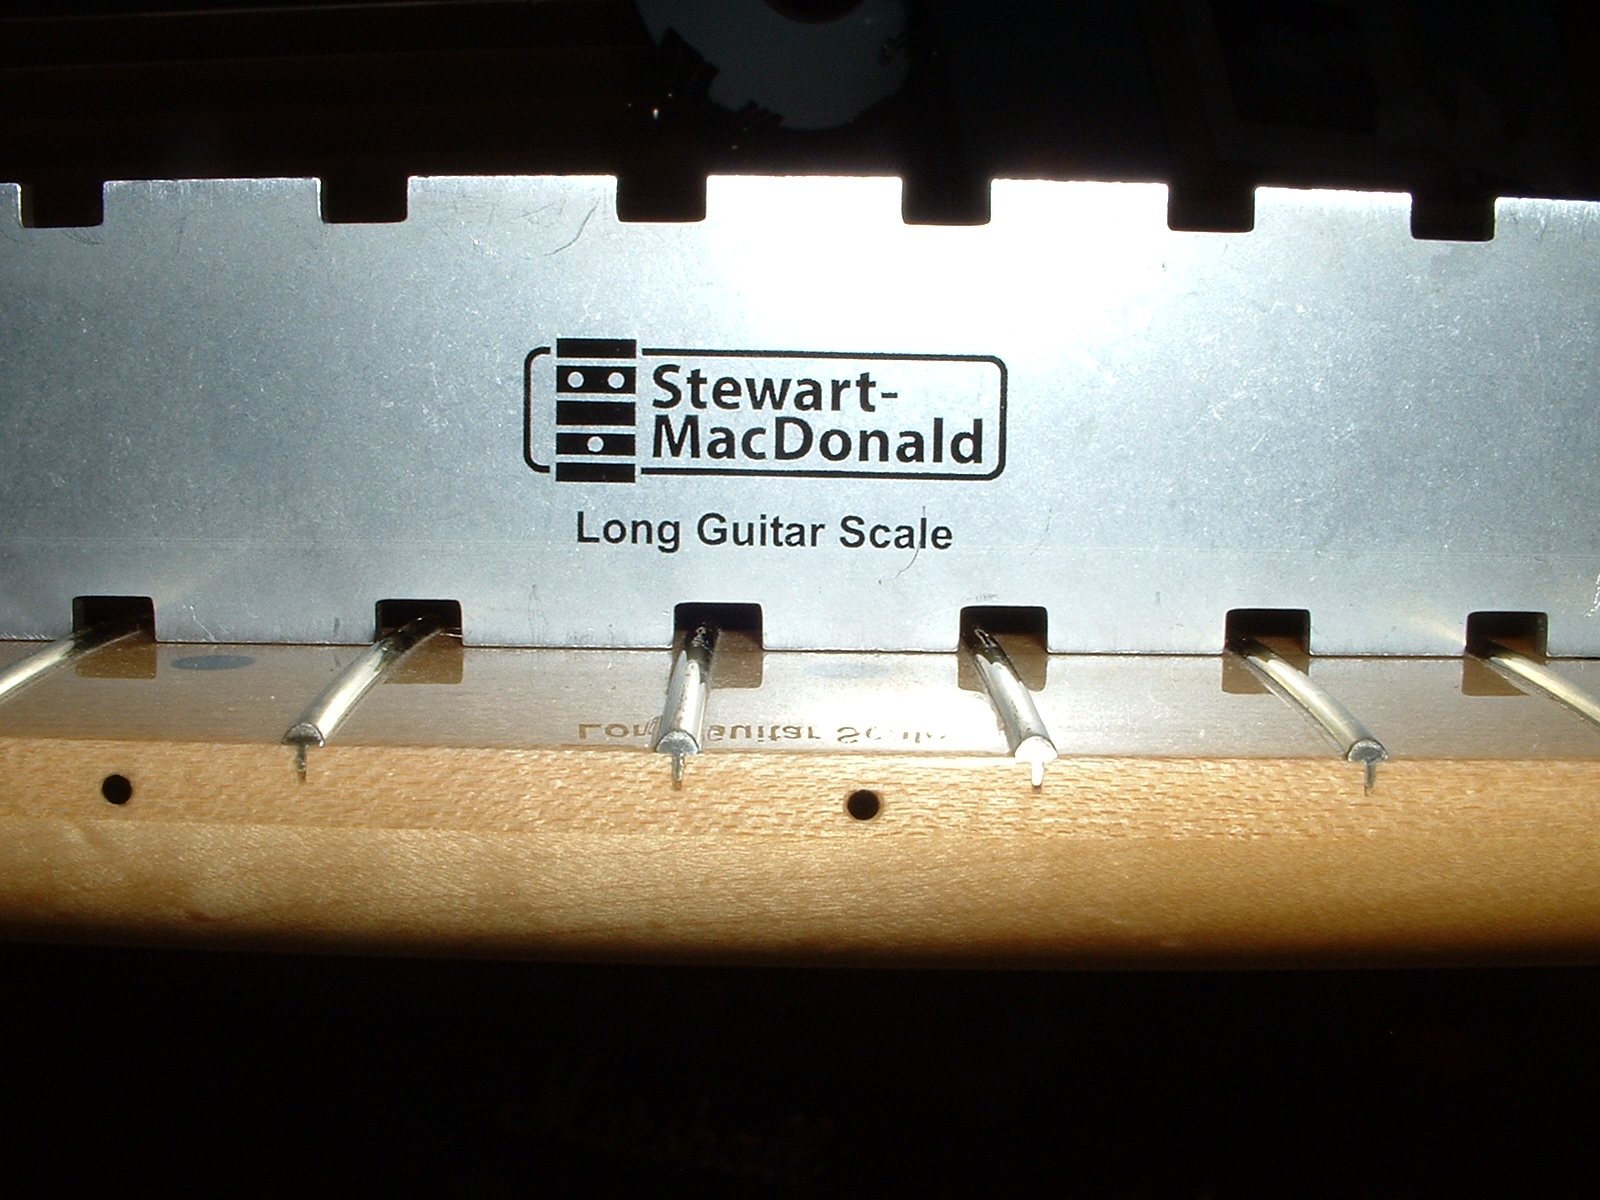 Stewart-
MacDonald
Long Guitar Scale